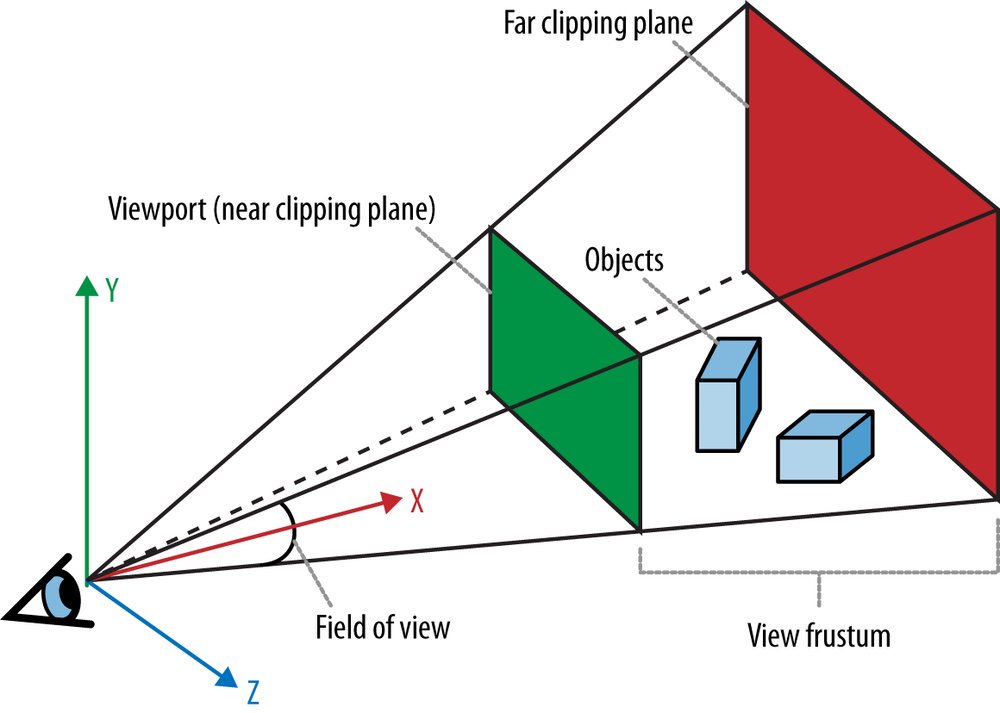 Far clipping plane
Viewport (near clipping plane)
Objects
Y
X
Field of view
View frustum
Z